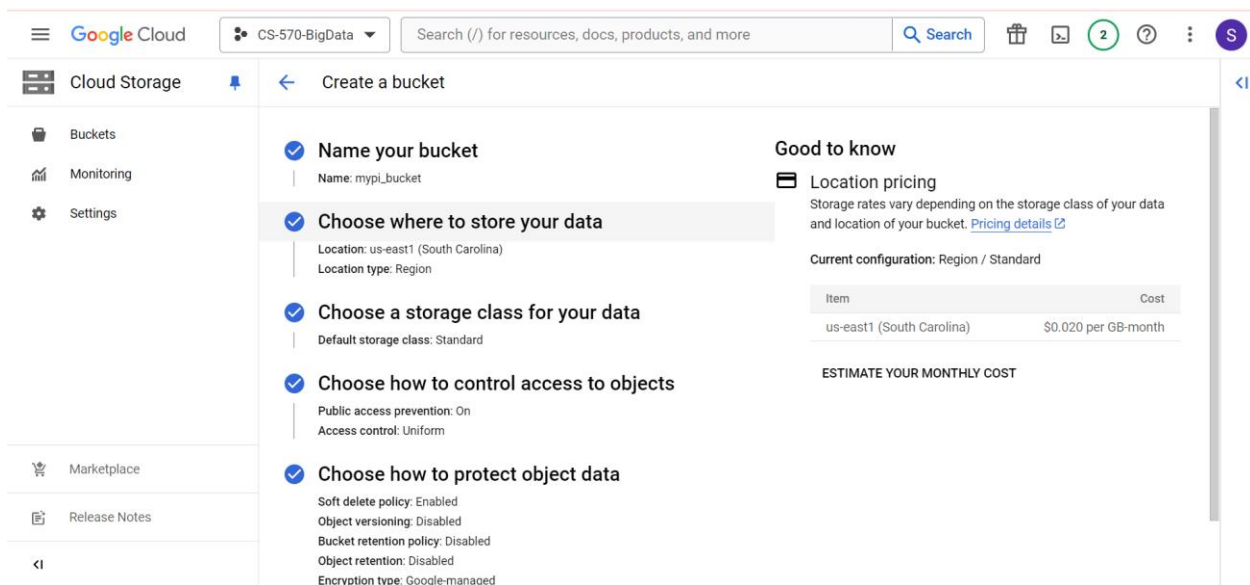 Google Cloud
CS-570-BigData
Search (/) for resources, docs, products, and more
Search
2
S
Cloud Storage
Create a bucket
Buckets
Monitoring
Settings
Marketplace
Release Notes
Name your bucket
Name: mypi_bucket
Choose where to store your data
Location: us-east1 (South Carolina)
Location type: Region
Choose a storage class for your data
Default storage class: Standard
Choose how to control access to objects
Public access prevention: On
Access control: Uniform
Choose how to protect object data
Soft delete policy: Enabled
Object versioning: Disabled
Bucket retention policy: Disabled
Object retention: Disabled
Encryption type: Google-managed
Good to know
Location pricing
Storage rates vary depending on the storage class of your data
and location of your bucket. Pricing details
Current configuration: Region / Standard
Item Cost
us-east1 (South Carolina) $0.020 per GB-month
ESTIMATE YOUR MONTHLY COST